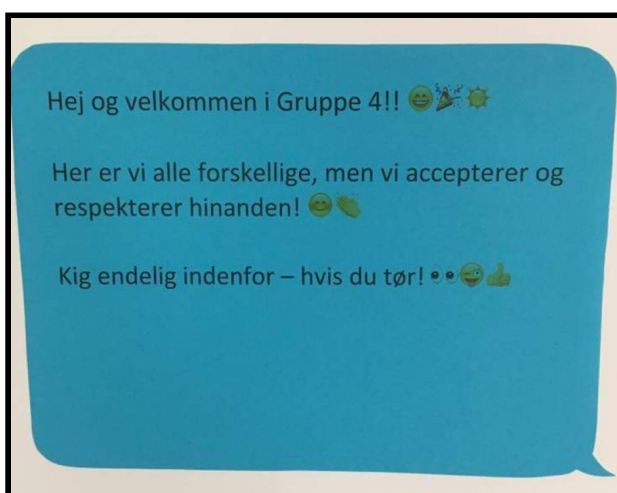 Hej og velkommen i Gruppe 4!! 😁🎉☀️
Her er vi alle forskellige, men vi accepterer og
respekterer hinanden! 😊👏
Kig endelig indenfor – hvis du tør! 👀😜👍